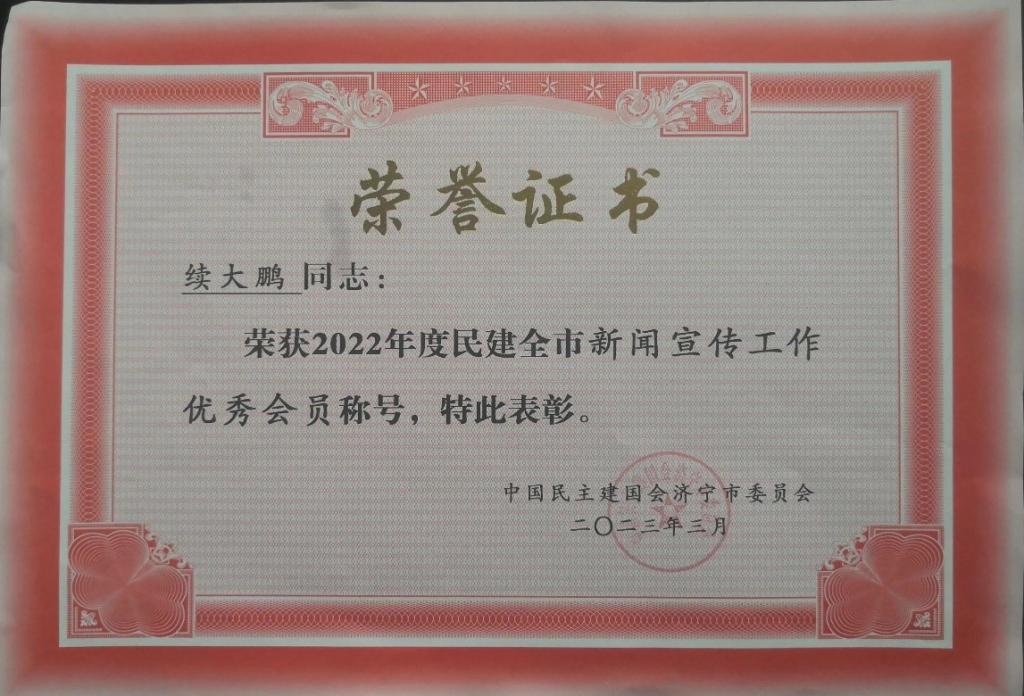 荣誉证书
续大鹏 同志：
荣获2022年度民建全市新闻宣传工作
优秀会员称号，特此表彰。
中国民主建国会济宁市委员会
二〇二三年三月